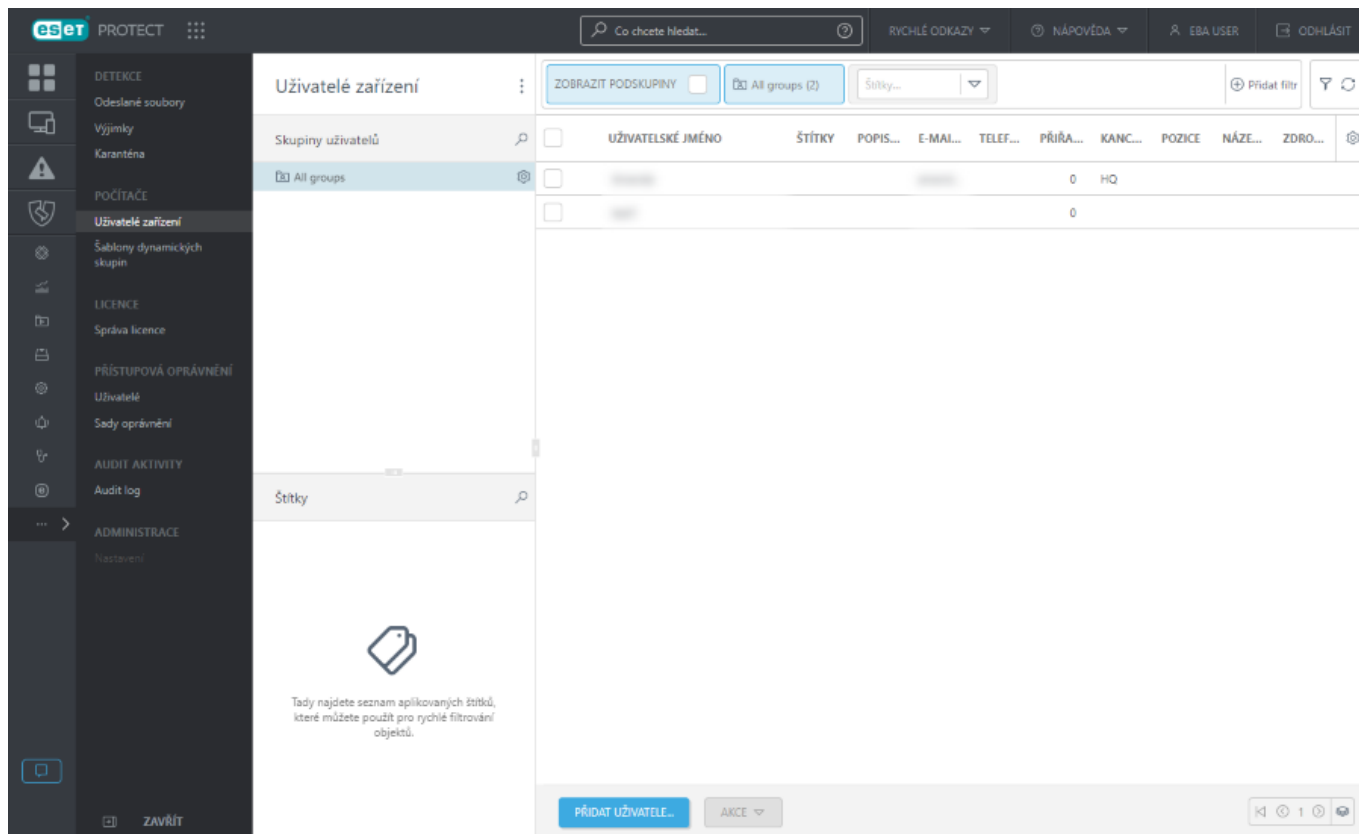 eset PROTECT
Co chcete hledat...
RYCHLÉ ODKAZY
NÁPOVĚDA
EBA USER
ODHLÁSIT
DETEKCE
Odeslané soubory
Výjimky
Karanténa
POČÍTAČE
Uživatelé zařízení
Šablony dynamických
skupin
LICENCE
Správa licence
PŘÍSTUPOVÁ OPRÁVNĚNÍ
Uživatelé
Sady oprávnění
AUDIT AKTIVITY
Audit log
ADMINISTRACE
Nastavení
ZAVŘÍT
Uživatelé zařízení
Skupiny uživatelů
All groups
Štítky
Tady najdete seznam aplikovaných štítků,
které můžete použít pro rychlé filtrování
objektů.
ZOBRAZIT PODSKUPINY
All groups (2)
Štítky...
Přidat filtr
UŽIVATELSKÉ JMÉNO ŠTÍTKY POPIS... E-MAI... TELEF... PŘIŘA... KANC... POZICE NÁZE... ZDRO...
0 HQ
0
PŘIDAT UŽIVATELE...
AKCE
1